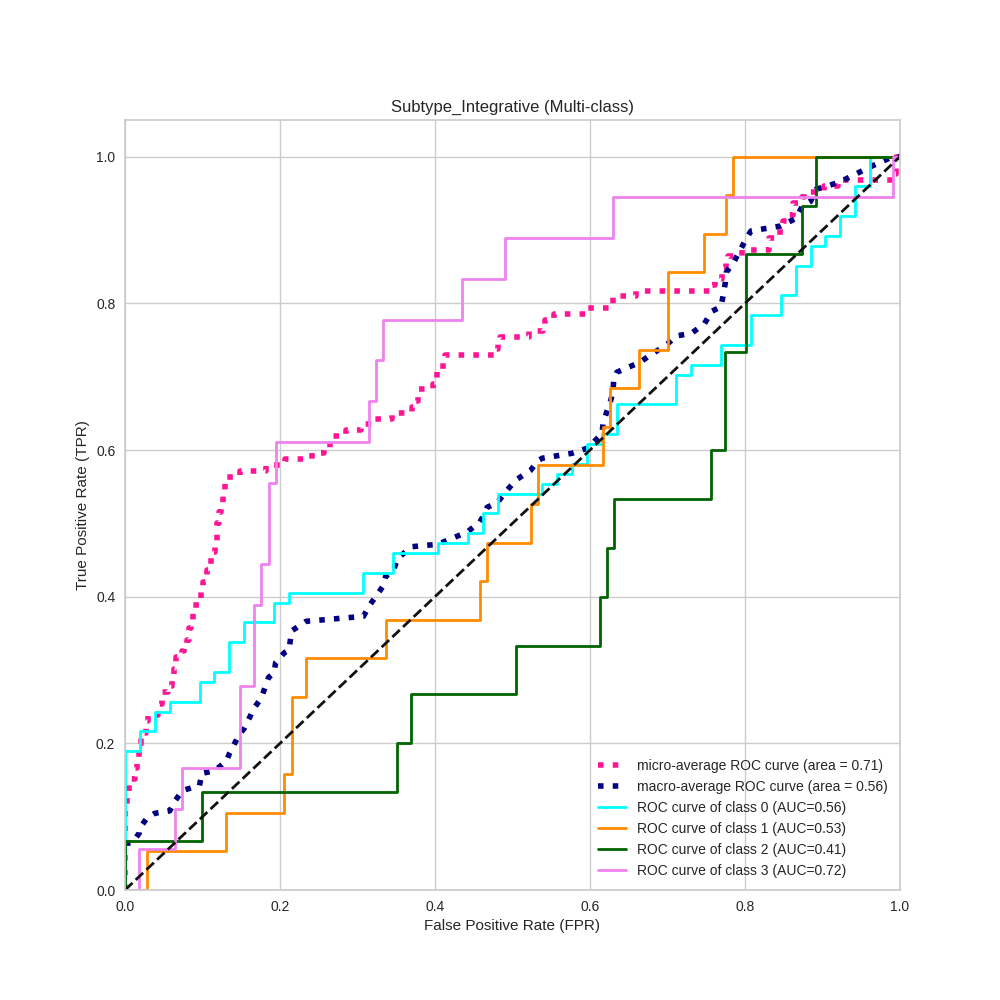 Subtype_Integrative (Multi-class)
1.0
0.8
0.6
0.4
0.2
0.0
True Positive Rate (TPR)
micro-average ROC curve (area = 0.71)
macro-average ROC curve (area = 0.56)
ROC curve of class 0 (AUC=0.56)
ROC curve of class 1 (AUC=0.53)
ROC curve of class 2 (AUC=0.41)
ROC curve of class 3 (AUC=0.72)
0.0 0.2 0.4 0.6 0.8 1.0
False Positive Rate (FPR)